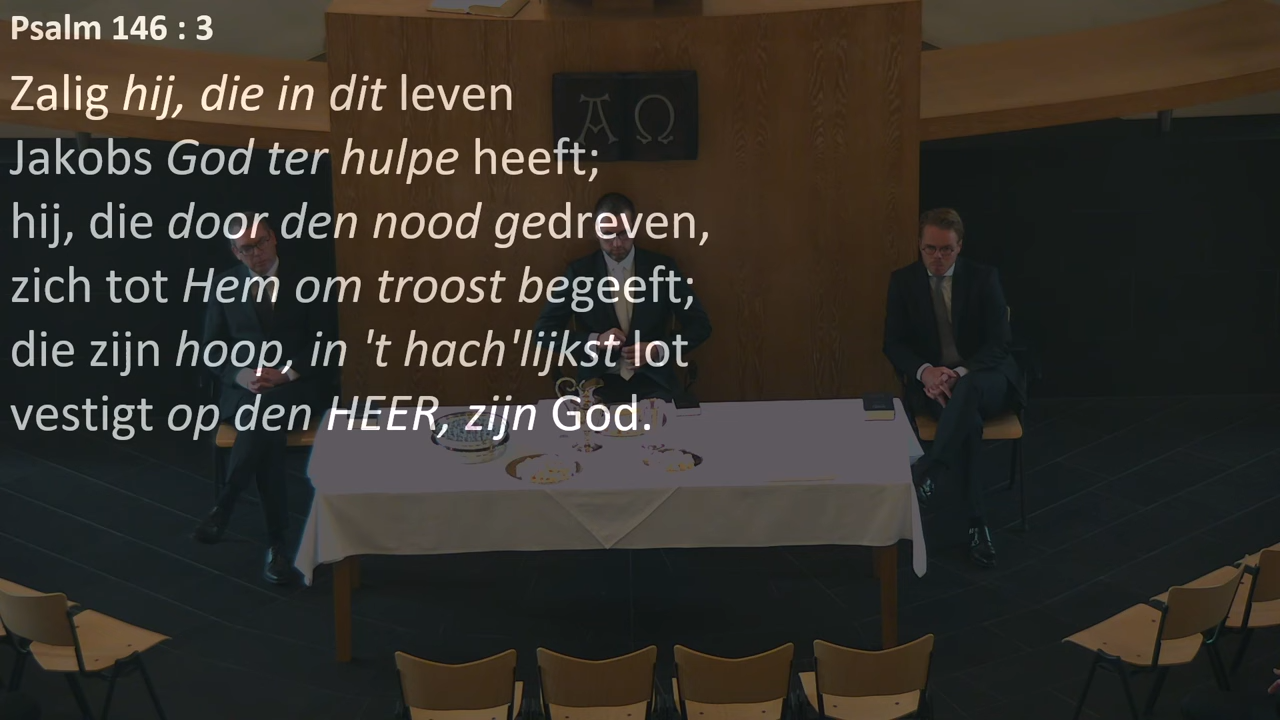 Psalm 146 : 3
Zalig hij, die in dit leven
Jakobs God ter hulpe heeft;
hij, die door den nood gedreven,
zich tot Hem om troost begeeft;
die zijn hoop, in 't hach'lijkst lot
vestigt op den HEER, zijn God.
Α Ω